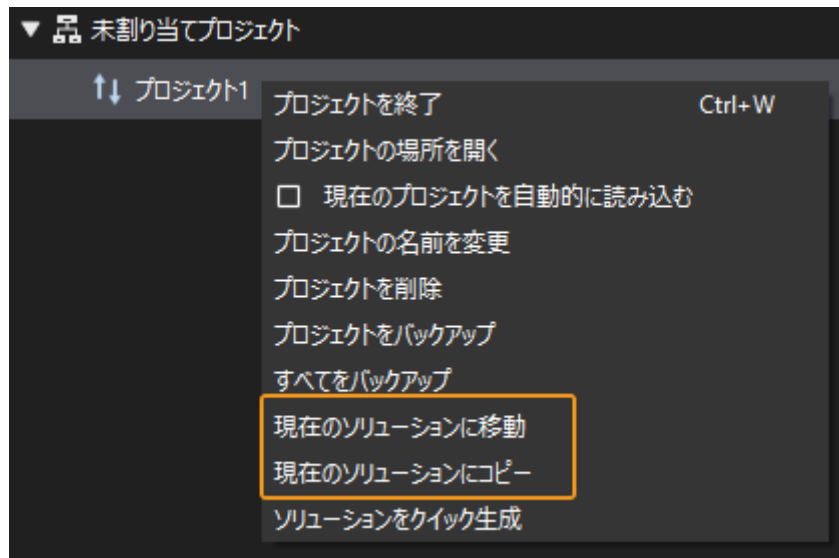 未割り当てプロジェクト
プロジェクト1
プロジェクトを終了 Ctrl+W
プロジェクトの場所を開く
現在のプロジェクトを自動的に読み込む
プロジェクトの名前を変更
プロジェクトを削除
プロジェクトをバックアップ
すべてをバックアップ
現在のソリューションに移動
現在のソリューションにコピー
ソリューションをクイック生成